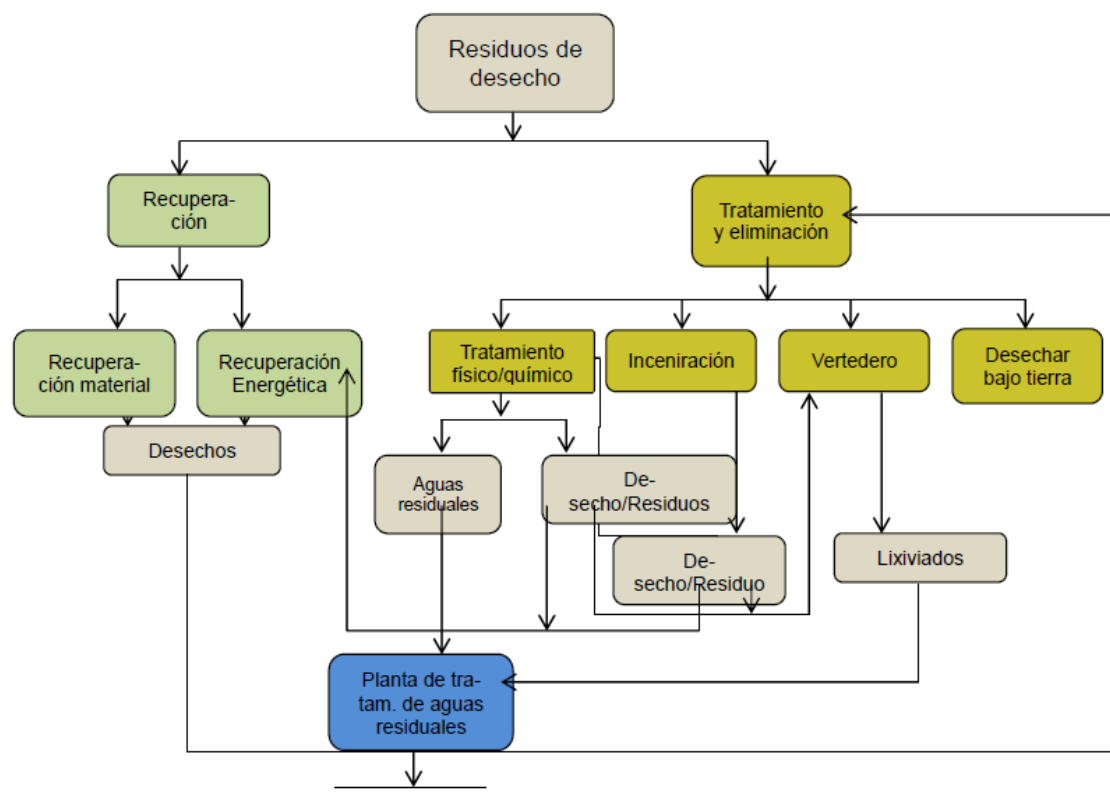 Residuos de
desecho
Recupera-
ción
Tratamiento
y eliminación
Recupera-
ción material
Recuperación
Energética
Tratamiento
físico/químico
Inceniración
Vertedero
Desechar
bajo tierra
Desechos
Aguas
residuales
De-
secho/Residuos
De-
secho/Residuo
Lixiviados
Planta de tra-
tam. de aguas
residuales